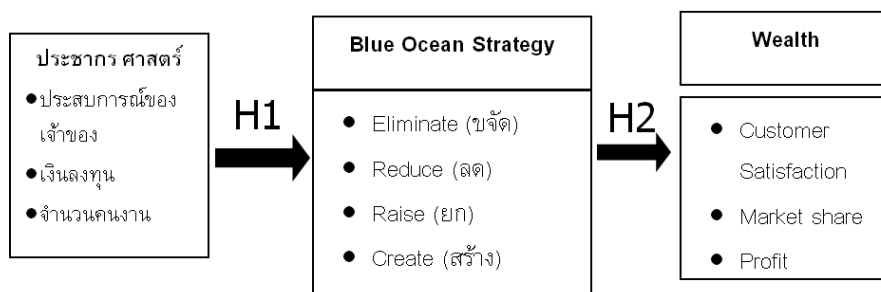 ประชากร ศาสตร์
●ประสบการณ์ของ
เจ้าของ
●เงินลงทุน
●จำนวนคนงาน
H1
Blue Ocean Strategy
● Eliminate (ขจัด)
● Reduce (ลด)
● Raise (ยก)
● Create (สร้าง)
H2
Wealth
● Customer
Satisfaction
● Market share
● Profit